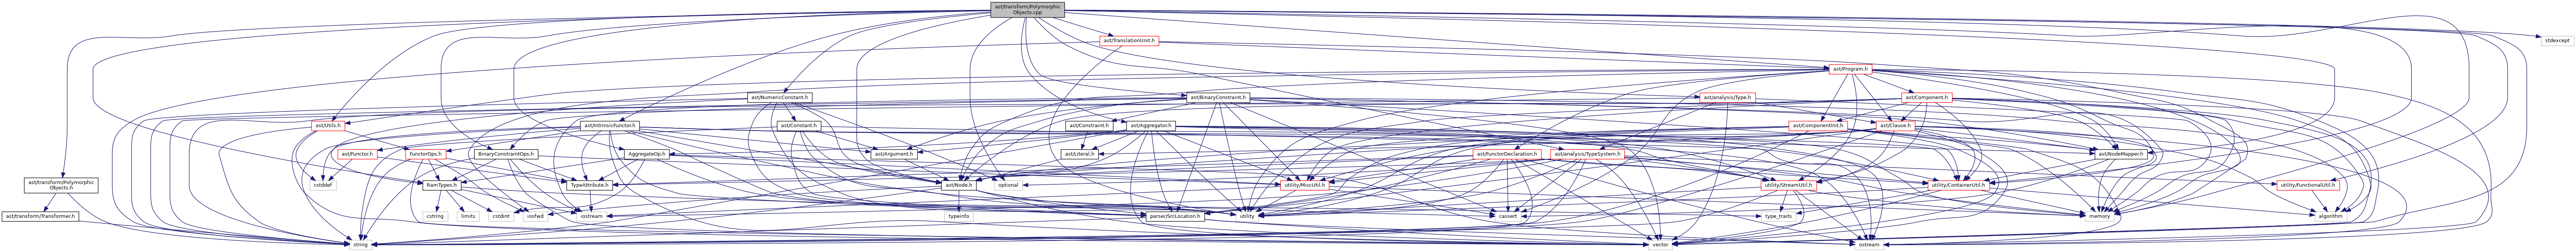 ast/transform/Polymorphic
Objects.cpp
ast/TranslationUnit.h
stdexcept
ast/Program.h
ast/NumericConstant.h
ast/BinaryConstraint.h
ast/analysis/Type.h
ast/Component.h
ast/Utils.h
ast/IntrinsicFunctor.h
ast/Constant.h
ast/Constraint.h
ast/Aggregator.h
ast/ComponentInit.h
ast/Clause.h
ast/Functor.h
FunctorOps.h
BinaryConstraintOps.h
AggregateOp.h
ast/Argument.h
ast/Literal.h
ast/FunctorDeclaration.h
ast/analysis/TypeSystem.h
ast/NodeMapper.h
ast/transform/Polymorphic
Objects.h
cstddef
RamTypes.h
TypeAttribute.h
ast/Node.h
optional
utility/MiscUtil.h
utility/StreamUtil.h
utility/ContainerUtil.h
utility/FunctionalUtil.h
ast/transform/Transformer.h
cstring
limits
cstdint
iosfwd
iostream
typeinfo
parser/SrcLocation.h
utility
cassert
type_traits
memory
algorithm
string
vector
ostream